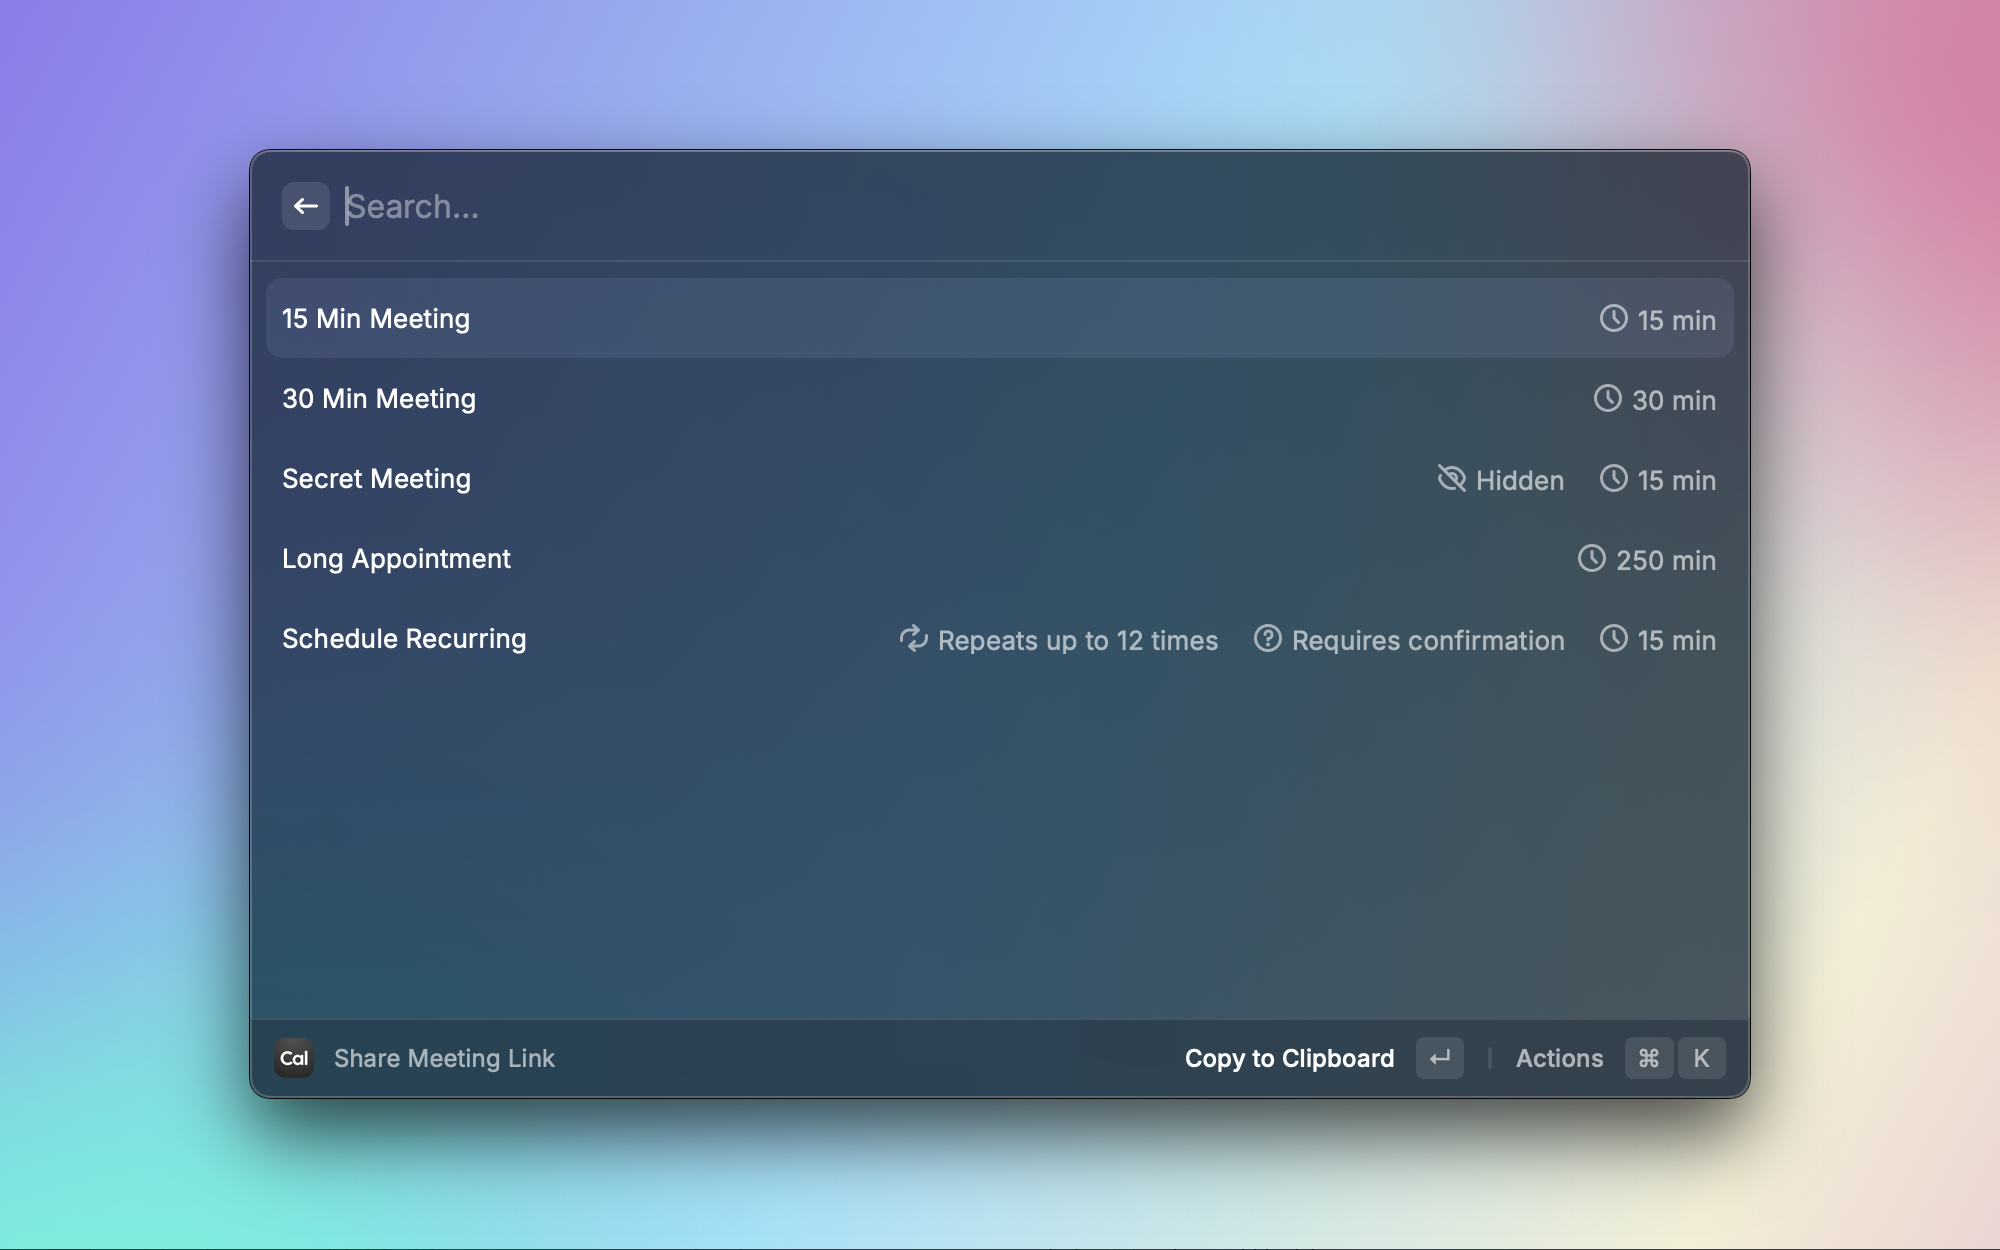 Search...
15 Min Meeting 15 min
30 Min Meeting 30 min
Secret Meeting Hidden 15 min
Long Appointment 250 min
Schedule Recurring Repeats up to 12 times Requires confirmation 15 min
Cal Share Meeting Link Copy to Clipboard ↵ Actions ⌘ K